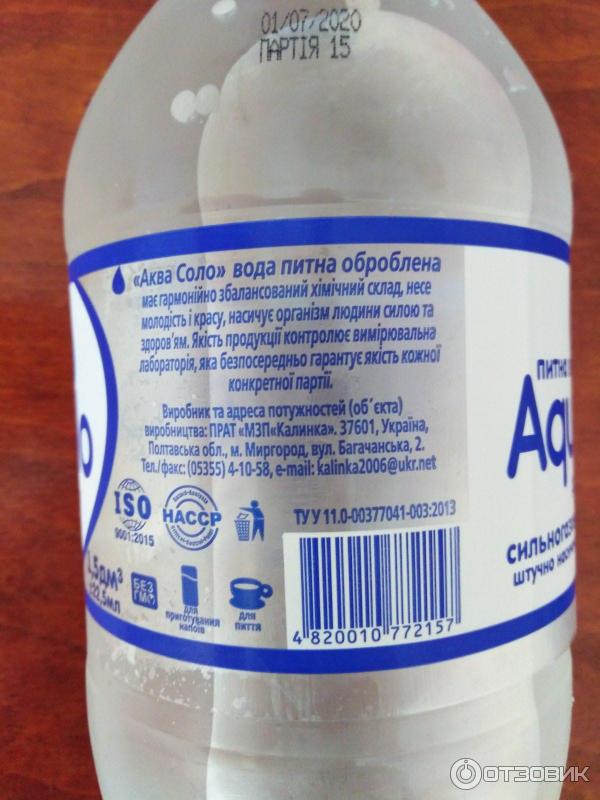 01/07/2020
ПАРТІЯ 15
«Аква Соло» вода питна оброблена
має гармонійно збалансований хімічний склад, несе
молодість і красу, насичує організм людини силою та
здоров'ям. Якість продукції контролює вимірювальна
лабораторія, яка безпосередньо гарантує якість кожної
конкретної партії.
Виробник та адреса потужностей (об´єкта)
виробництва: ПРАТ «МЗП«Калинка». 37601, Україна,
Полтавська обл., м. Миргород, вул. Багачанська, 2.
Тел./факс: (05355) 4-10-58, e-mail: kalinka2006@ukr.net
ISO
9001:2015
HACCP
ТУ У 11.0-00377041-003:2013
1,5дм³
БЕЗ
ГМО
для
приготування
напоїв
для
пиття
4 820010 772157
питна
Aqu
сильногаз
штучно
ОТЗОВИК